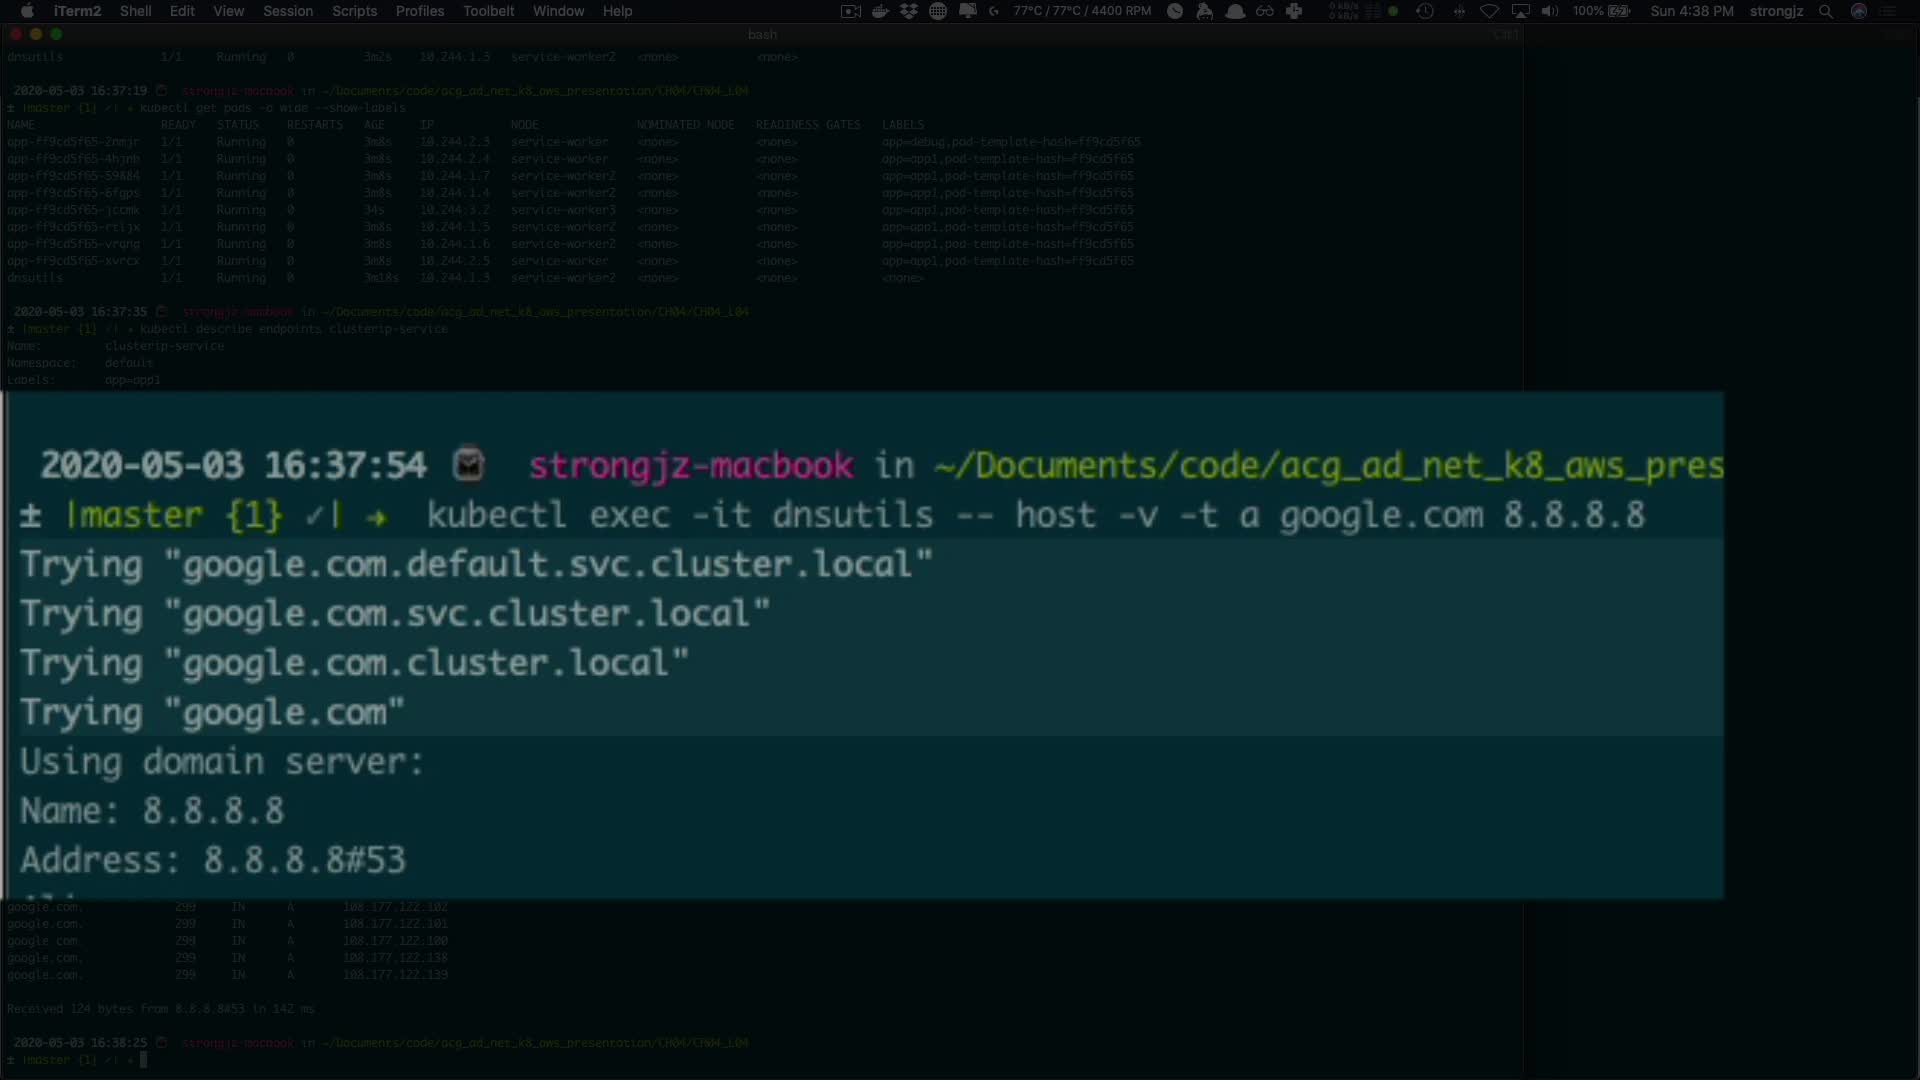 iTerm2 Shell Edit View Session Scripts Profiles Toolbelt Window Help 77°C / 77°C / 4400 RPM 0 kB/s 0 kB/s 100% Sun 4:38 PM strongjz
bash
dnsutils 1/1 Running 0 3m2s 10.244.1.3 service-worker2 <none> <none>
2020-05-03 16:37:19 strongjz-macbook in ~/Documents/code/acg_ad_net_k8_aws_presentation/CH04/CH04_L04
± |master {1} ✓| → kubectl get pods -o wide --show-labels
NAME READY STATUS RESTARTS AGE IP NODE NOMINATED NODE READINESS GATES LABELS
app-ff9cd5f65-2nmjr 1/1 Running 0 3m8s 10.244.2.3 service-worker <none> <none> app=debug,pod-template-hash=ff9cd5f65
app-ff9cd5f65-4hjnb 1/1 Running 0 3m8s 10.244.2.4 service-worker <none> <none> app=app1,pod-template-hash=ff9cd5f65
app-ff9cd5f65-59884 1/1 Running 0 3m8s 10.244.1.7 service-worker2 <none> <none> app=app1,pod-template-hash=ff9cd5f65
app-ff9cd5f65-6fgps 1/1 Running 0 3m8s 10.244.1.4 service-worker2 <none> <none> app=app1,pod-template-hash=ff9cd5f65
app-ff9cd5f65-jccmk 1/1 Running 0 34s 10.244.3.2 service-worker3 <none> <none> app=app1,pod-template-hash=ff9cd5f65
1/1 Running 0 3m8s 10.244.1.5 service-worker2 <none> <none> app=app1,pod-template-hash=ff9cd5f65
1/1 Running 0 3m8s 10.244.1.6 service-worker2 <none> <none> app=app1,pod-template-hash=ff9cd5f65
app-ff9cd5f65-xvrcx 1/1 Running 0 3m8s 10.244.2.5 service-worker <none> <none> app=app1,pod-template-hash=ff9cd5f65
dnsutils 1/1 Running 0 3m18s 10.244.1.3 service-worker2 <none> <none> <none>
2020-05-03 16:37:35 strongjz-macbook in ~/Documents/code/acg_ad_net_k8_aws_presentation/CH04/CH04_L04
± |master {1} ✓| → kubectl describe endpoints clusterip-service
Name: clusterip-service
Namespace: default
Labels: app=app1
2020-05-03 16:37:54 strongjz-macbook in ~/Documents/code/acg_ad_net_k8_aws_pres
± |master {1} ✓| → kubectl exec -it dnsutils -- host -v -t a google.com 8.8.8.8
Trying "google.com.default.svc.cluster.local"
Trying "google.com.svc.cluster.local"
Trying "google.com.cluster.local"
Trying "google.com"
Using domain server:
Name: 8.8.8.8
Address: 8.8.8.8#53
google.com. 299 IN A 108.177.122.102
google.com. 299 IN A 108.177.122.101
google.com. 299 IN A 108.177.122.100
google.com. 299 IN A 108.177.122.138
google.com. 299 IN A 108.177.122.139
Received 124 bytes from 8.8.8.8#53 in 142 ms
2020-05-03 16:38:25 strongjz-macbook in ~/Documents/code/acg_ad_net_k8_aws_presentation/CH04/CH04_L04
± |master {1} ✓| →